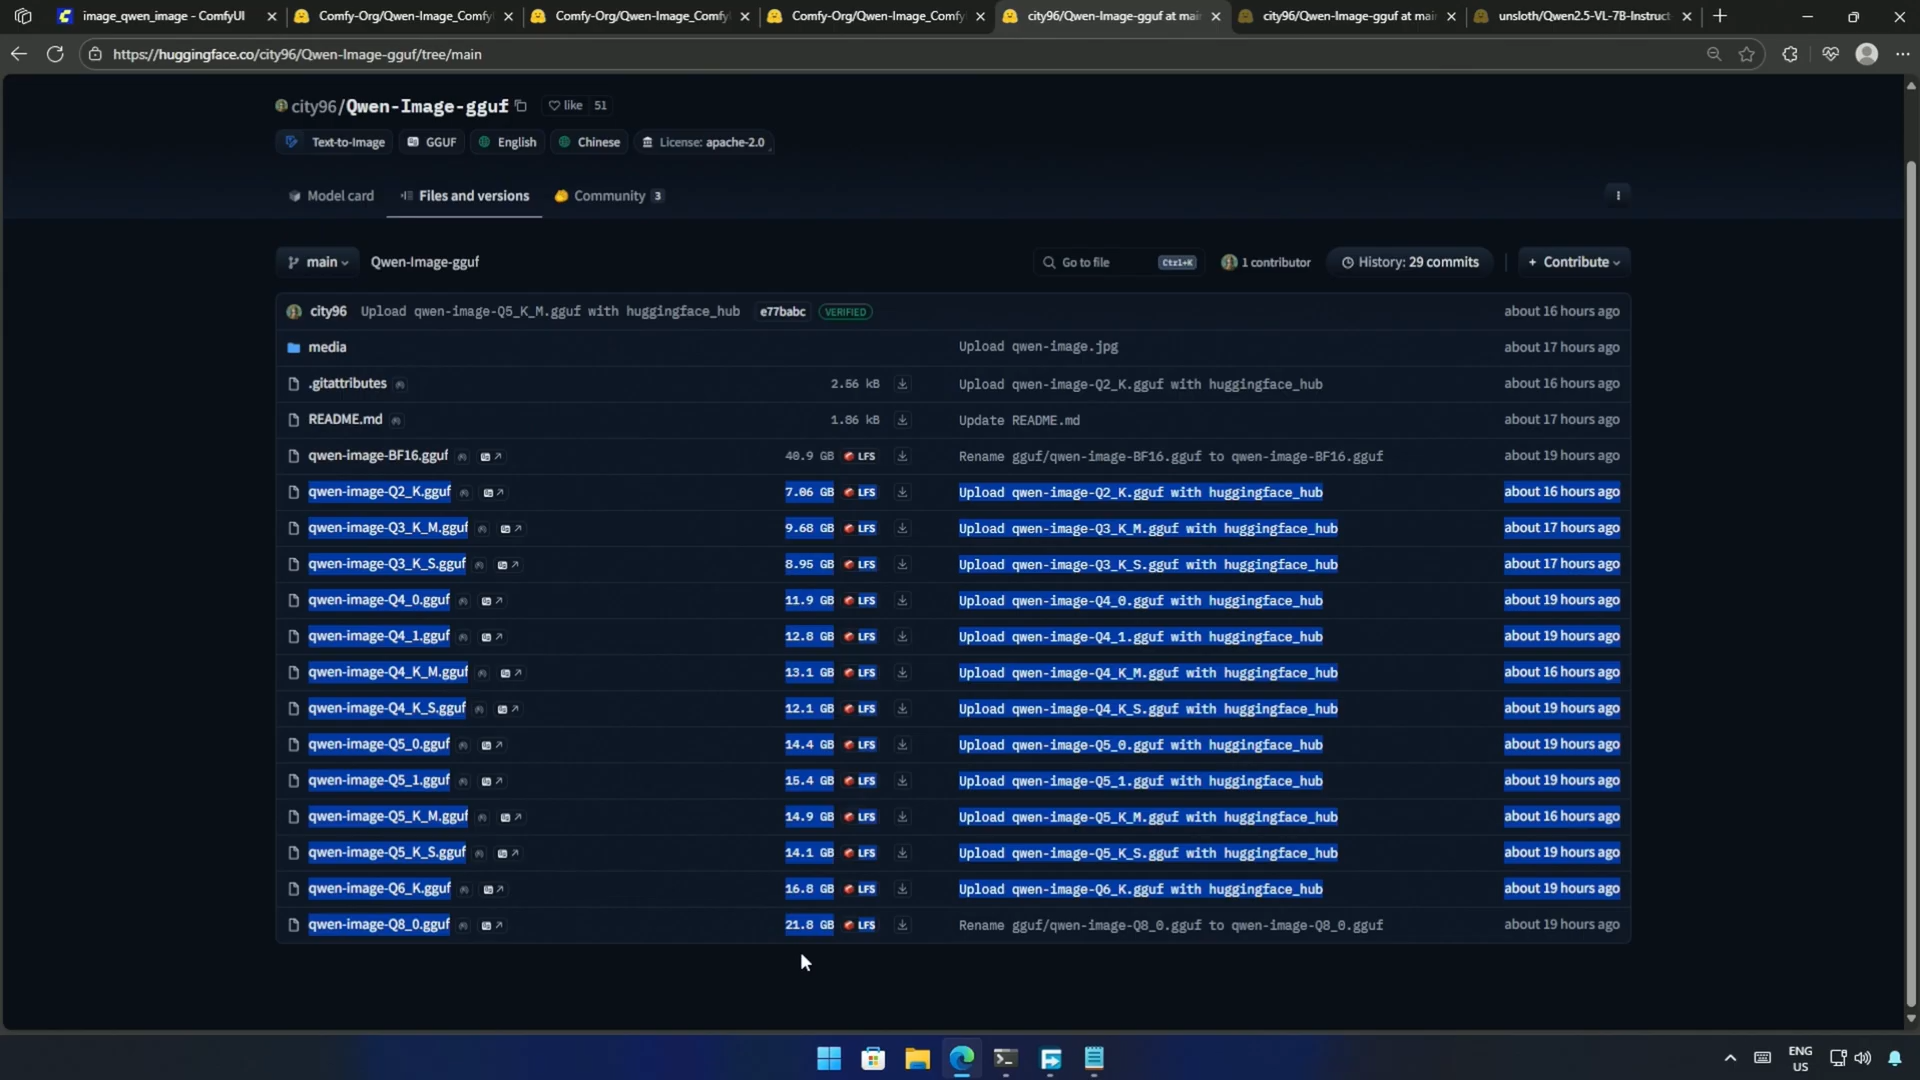 image_qwen_image - ComfyUI
Comfy-Org/Qwen-Image_Comfy
Comfy-Org/Qwen-Image_Comfy
Comfy-Org/Qwen-Image_Comfy
city96/Qwen-Image-gguf at mai
city96/Qwen-Image-gguf at mai
unsloth/Qwen2.5-VL-7B-Instruct
https://huggingface.co/city96/Qwen-Image-gguf/tree/main
city96/Qwen-Image-gguf
like 51
Text-to-Image GGUF English Chinese License: apache-2.0
Model card Files and versions Community 3
main Qwen-Image-gguf Go to file Ctrl+K 1 contributor History: 29 commits + Contribute
city96 Upload qwen-image-Q5_K_M.gguf with huggingface_hub e77babc VERIFIED about 16 hours ago
media Upload qwen-image.jpg about 17 hours ago
.gitattributes 2.56 kB Upload qwen-image-Q2_K.gguf with huggingface_hub about 16 hours ago
README.md 1.86 kB Update README.md about 17 hours ago
qwen-image-BF16.gguf 40.9 GB LFS Rename gguf/qwen-image-BF16.gguf to qwen-image-BF16.gguf about 19 hours ago
qwen-image-Q2_K.gguf 7.06 GB LFS Upload qwen-image-Q2_K.gguf with huggingface_hub about 16 hours ago
qwen-image-Q3_K_M.gguf 9.68 GB LFS Upload qwen-image-Q3_K_M.gguf with huggingface_hub about 17 hours ago
qwen-image-Q3_K_S.gguf 8.95 GB LFS Upload qwen-image-Q3_K_S.gguf with huggingface_hub about 17 hours ago
qwen-image-Q4_0.gguf 11.9 GB LFS Upload qwen-image-Q4_0.gguf with huggingface_hub about 19 hours ago
qwen-image-Q4_1.gguf 12.8 GB LFS Upload qwen-image-Q4_1.gguf with huggingface_hub about 19 hours ago
qwen-image-Q4_K_M.gguf 13.1 GB LFS Upload qwen-image-Q4_K_M.gguf with huggingface_hub about 16 hours ago
qwen-image-Q4_K_S.gguf 12.1 GB LFS Upload qwen-image-Q4_K_S.gguf with huggingface_hub about 19 hours ago
qwen-image-Q5_0.gguf 14.4 GB LFS Upload qwen-image-Q5_0.gguf with huggingface_hub about 19 hours ago
qwen-image-Q5_1.gguf 15.4 GB LFS Upload qwen-image-Q5_1.gguf with huggingface_hub about 19 hours ago
qwen-image-Q5_K_M.gguf 14.9 GB LFS Upload qwen-image-Q5_K_M.gguf with huggingface_hub about 16 hours ago
qwen-image-Q5_K_S.gguf 14.1 GB LFS Upload qwen-image-Q5_K_S.gguf with huggingface_hub about 19 hours ago
qwen-image-Q6_K.gguf 16.8 GB LFS Upload qwen-image-Q6_K.gguf with huggingface_hub about 19 hours ago
qwen-image-Q8_0.gguf 21.8 GB LFS Rename gguf/qwen-image-Q8_0.gguf to qwen-image-Q8_0.gguf about 19 hours ago
ENG
US